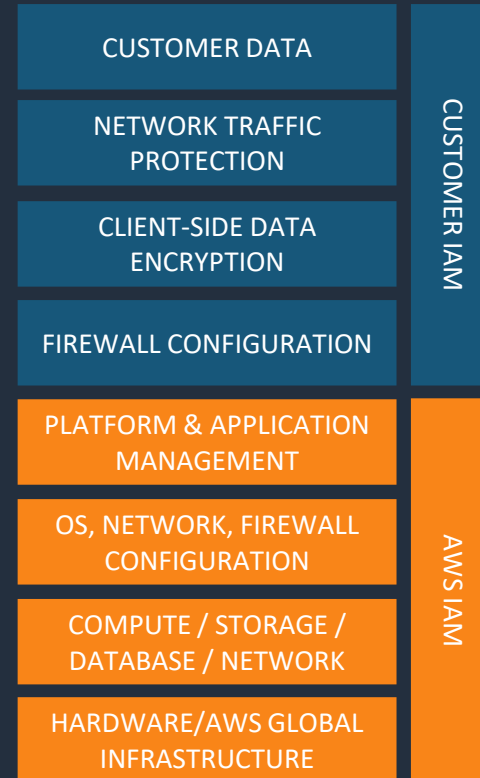 CUSTOMER DATA
NETWORK TRAFFIC
PROTECTION
CLIENT-SIDE DATA
ENCRYPTION
FIREWALL CONFIGURATION
CUSTOMER IAM
PLATFORM & APPLICATION
MANAGEMENT
OS, NETWORK, FIREWALL
CONFIGURATION
COMPUTE / STORAGE /
DATABASE / NETWORK
HARDWARE/AWS GLOBAL
INFRASTRUCTURE
AWS IAM